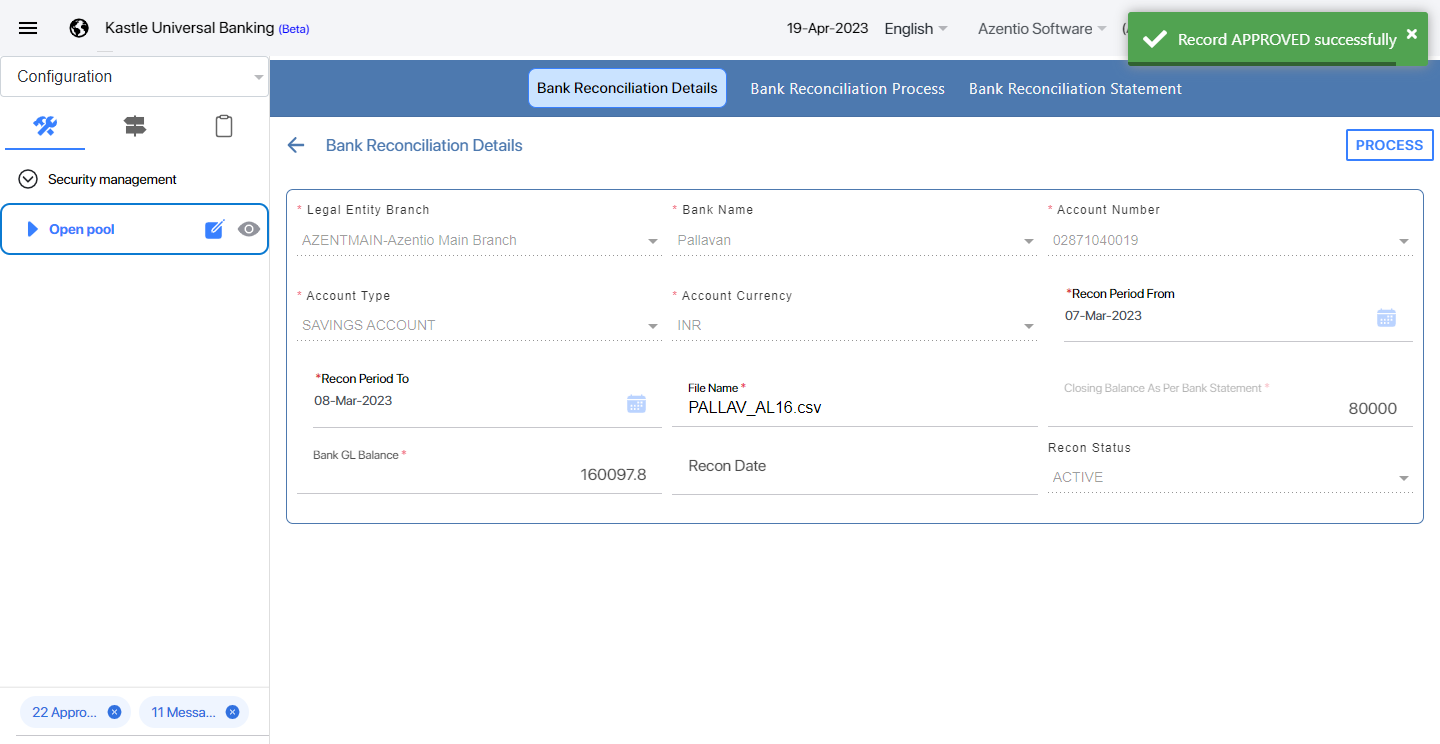 Kastle Universal Banking (Beta)
19-Apr-2023
English
Azentio Software
Record APPROVED successfully
Configuration
Bank Reconciliation Details
Bank Reconciliation Process
Bank Reconciliation Statement
Bank Reconciliation Details
PROCESS
Security management
Open pool
* Legal Entity Branch
AZENTMAIN-Azentio Main Branch
* Bank Name
Pallavan
* Account Number
02871040019
* Account Type
SAVINGS ACCOUNT
* Account Currency
INR
*Recon Period From
07-Mar-2023
*Recon Period To
08-Mar-2023
File Name *
PALLAV_AL16.csv
Closing Balance As Per Bank Statement *
80000
Bank GL Balance *
160097.8
Recon Date
Recon Status
ACTIVE
22 Appro...
11 Messa...